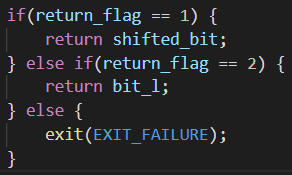 if(return_flag == 1) {
    return shifted_bit;
} else if(return_flag == 2) {
    return bit_l;
} else {
    exit(EXIT_FAILURE);
}